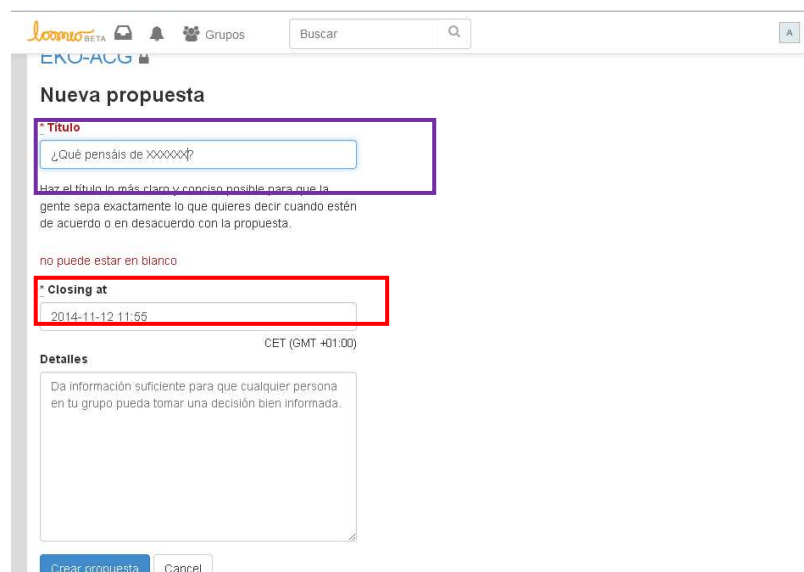 loomio BETA Grupos Buscar A
EKO-ACG
Nueva propuesta
* Título
¿Qué pensáis de XXXXXX?
Haz el título lo más claro y conciso posible para que la
gente sepa exactamente lo que quieres decir cuando estén
de acuerdo o en desacuerdo con la propuesta.
no puede estar en blanco
* Closing at
2014-11-12 11:55
CET (GMT +01:00)
Detalles
Da información suficiente para que cualquier persona
en tu grupo pueda tomar una decisión bien informada.
Crear propuesta Cancel